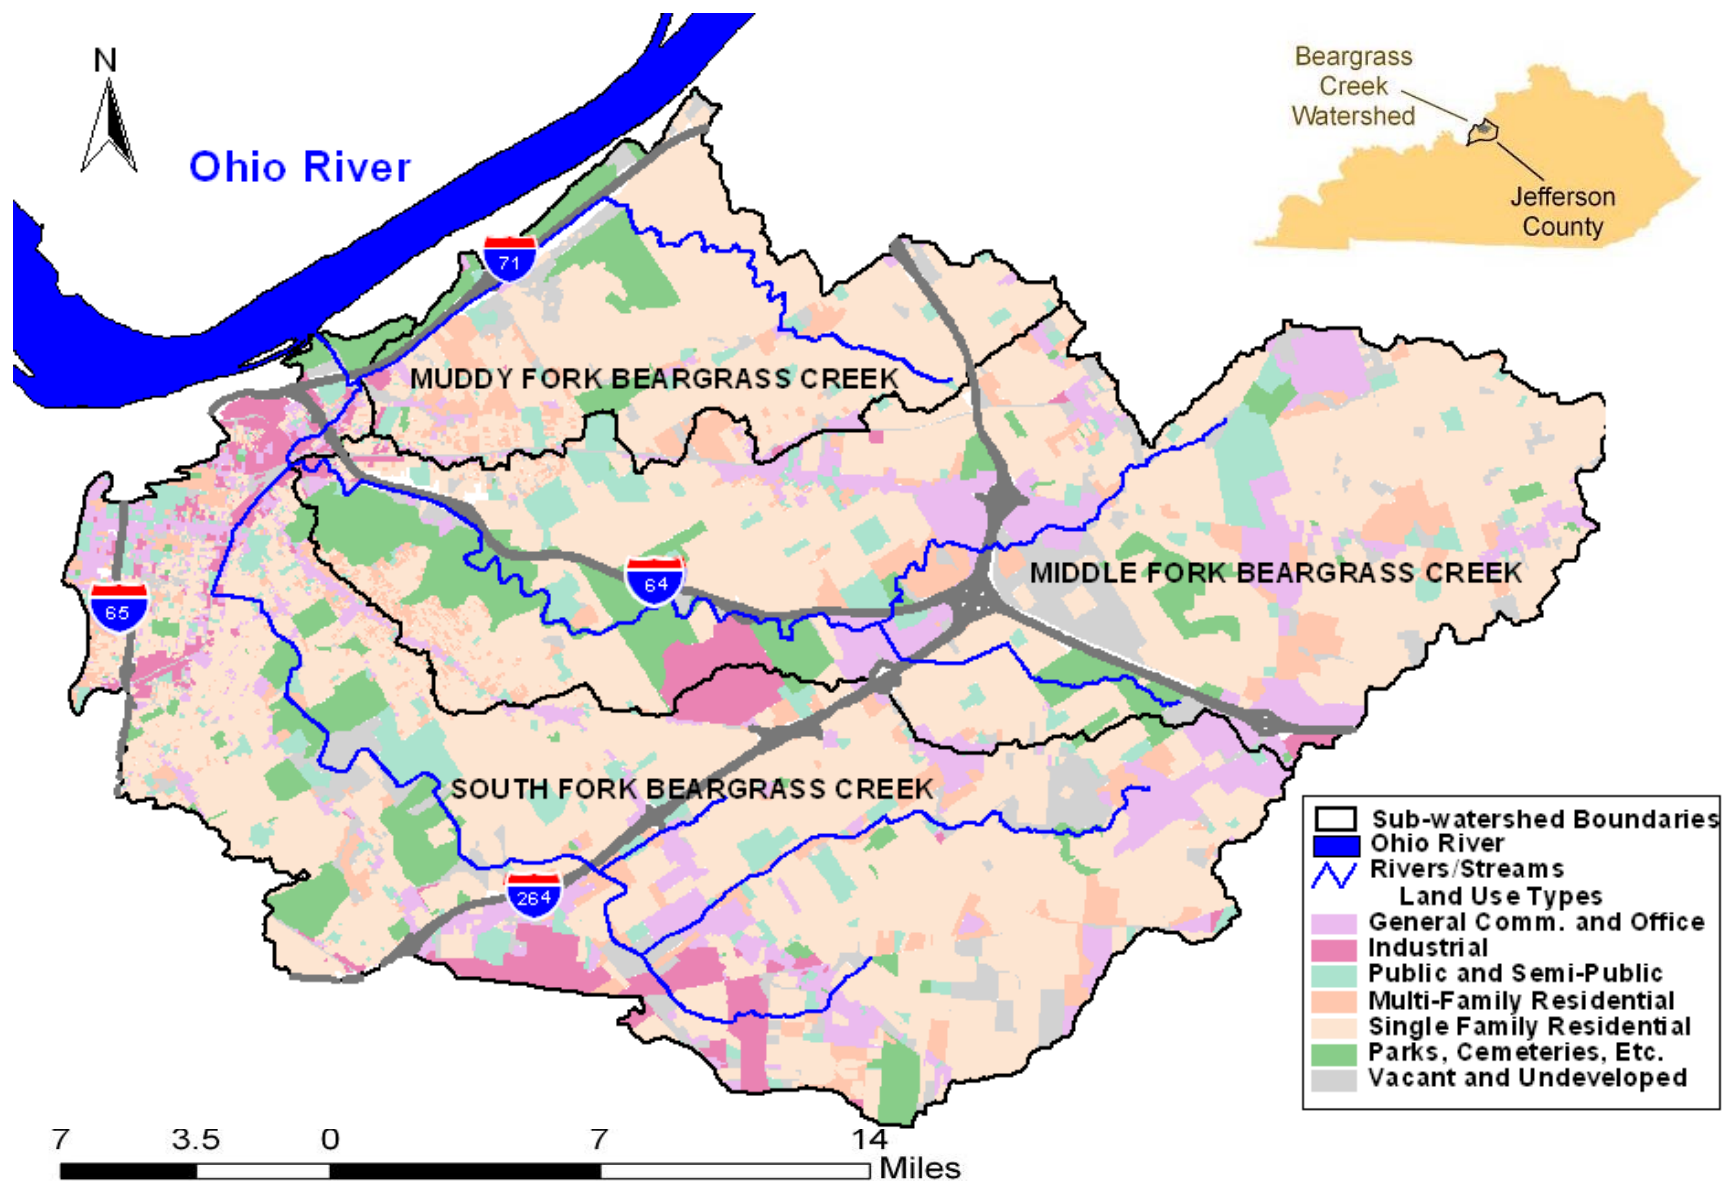 N
Ohio River
Beargrass
Creek
Watershed
Jefferson
County
71
MUDDY FORK BEARGRASS CREEK
64
65
MIDDLE FORK BEARGRASS CREEK
SOUTH FORK BEARGRASS CREEK
264
Sub-watershed Boundaries
Ohio River
Rivers/Streams
Land Use Types
General Comm. and Office
Industrial
Public and Semi-Public
Multi-Family Residential
Single Family Residential
Parks, Cemeteries, Etc.
Vacant and Undeveloped
7 3.5 0 7 14
Miles